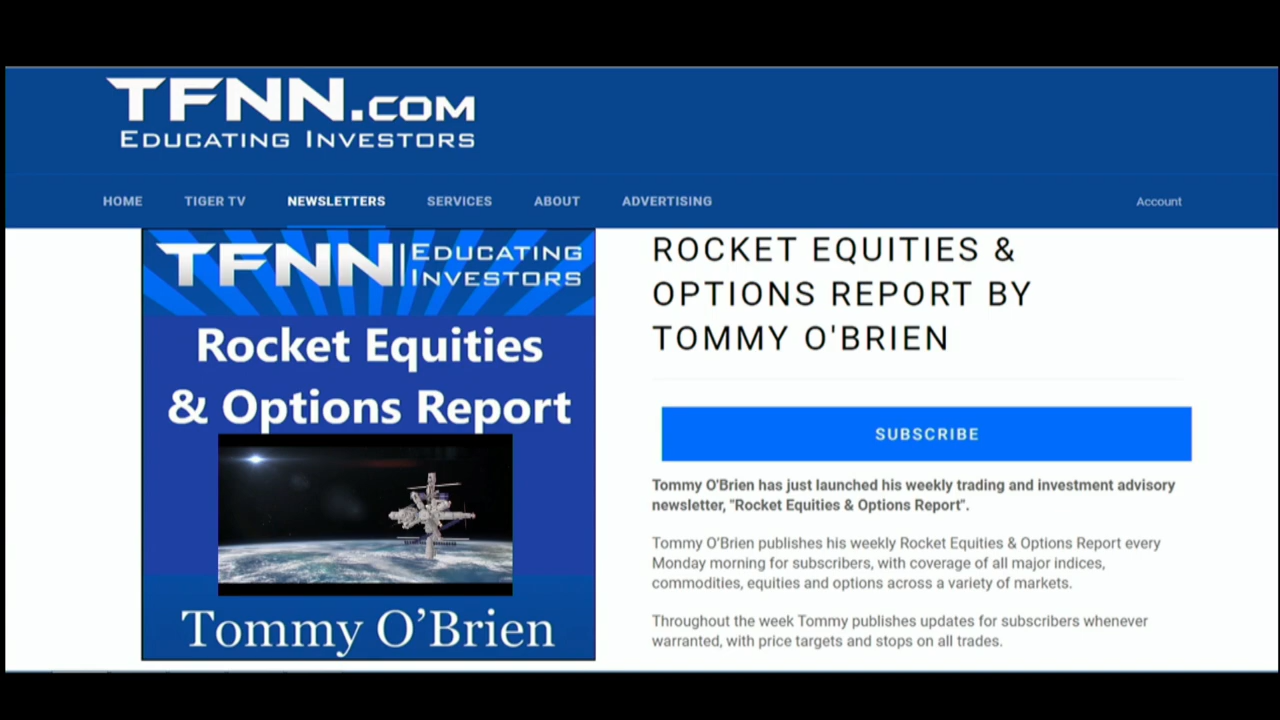 TFNN.COM
EDUCATING INVESTORS
HOME TIGER TV NEWSLETTERS SERVICES ABOUT ADVERTISING Account
TFNN EDUCATING
INVESTORS
Rocket Equities
& Options Report
Tommy O’Brien
ROCKET EQUITIES &
OPTIONS REPORT BY
TOMMY O'BRIEN
SUBSCRIBE
Tommy O'Brien has just launched his weekly trading and investment advisory
newsletter, "Rocket Equities & Options Report".
Tommy O’Brien publishes his weekly Rocket Equities & Options Report every
Monday morning for subscribers, with coverage of all major indices,
commodities, equities and options across a variety of markets.
Throughout the week Tommy publishes updates for subscribers whenever
warranted, with price targets and stops on all trades.